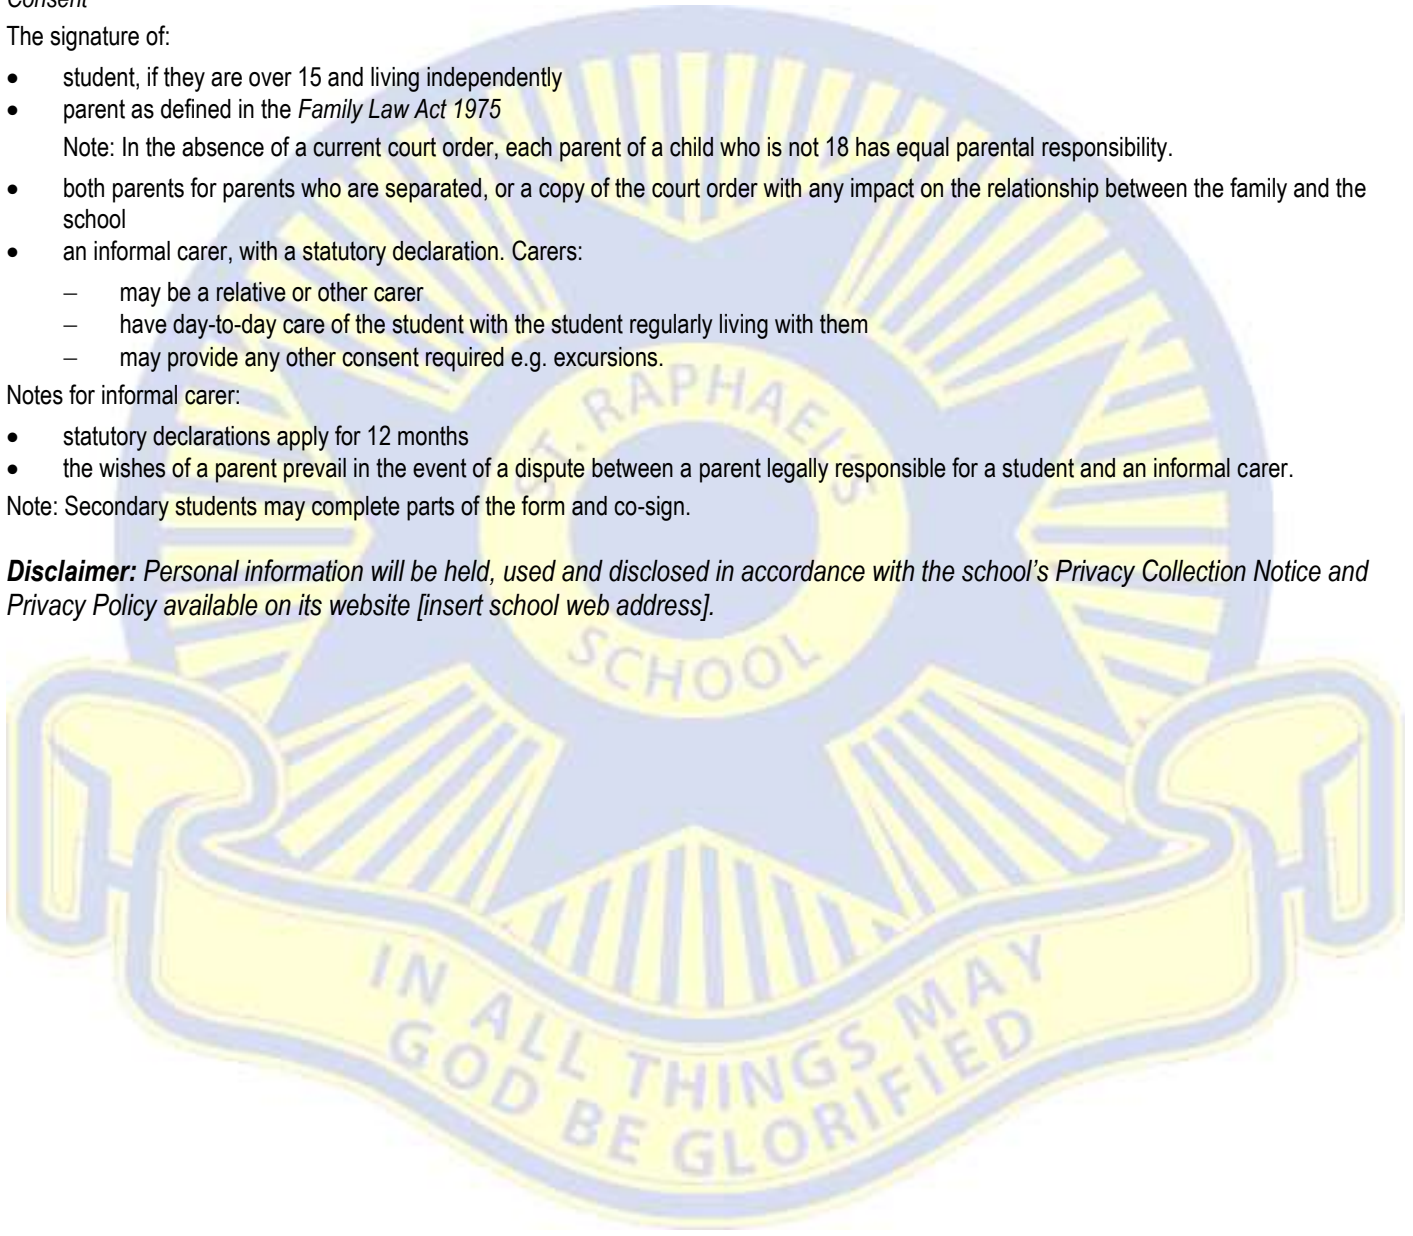 Consent
The signature of:
• student, if they are over 15 and living independently
• parent as defined in the Family Law Act 1975
Note: In the absence of a current court order, each parent of a child who is not 18 has equal parental responsibility.
• both parents for parents who are separated, or a copy of the court order with any impact on the relationship between the family and the
school
• an informal carer, with a statutory declaration. Carers:
– may be a relative or other carer
– have day-to-day care of the student with the student regularly living with them
– may provide any other consent required e.g. excursions.
Notes for informal carer:
• statutory declarations apply for 12 months
• the wishes of a parent prevail in the event of a dispute between a parent legally responsible for a student and an informal carer.
Note: Secondary students may complete parts of the form and co-sign.
Disclaimer: Personal information will be held, used and disclosed in accordance with the school’s Privacy Collection Notice and
Privacy Policy available on its website [insert school web address].
ST. RAPHAEL'S
SCHOOL
IN ALL THINGS MAY
GOD BE GLORIFIED